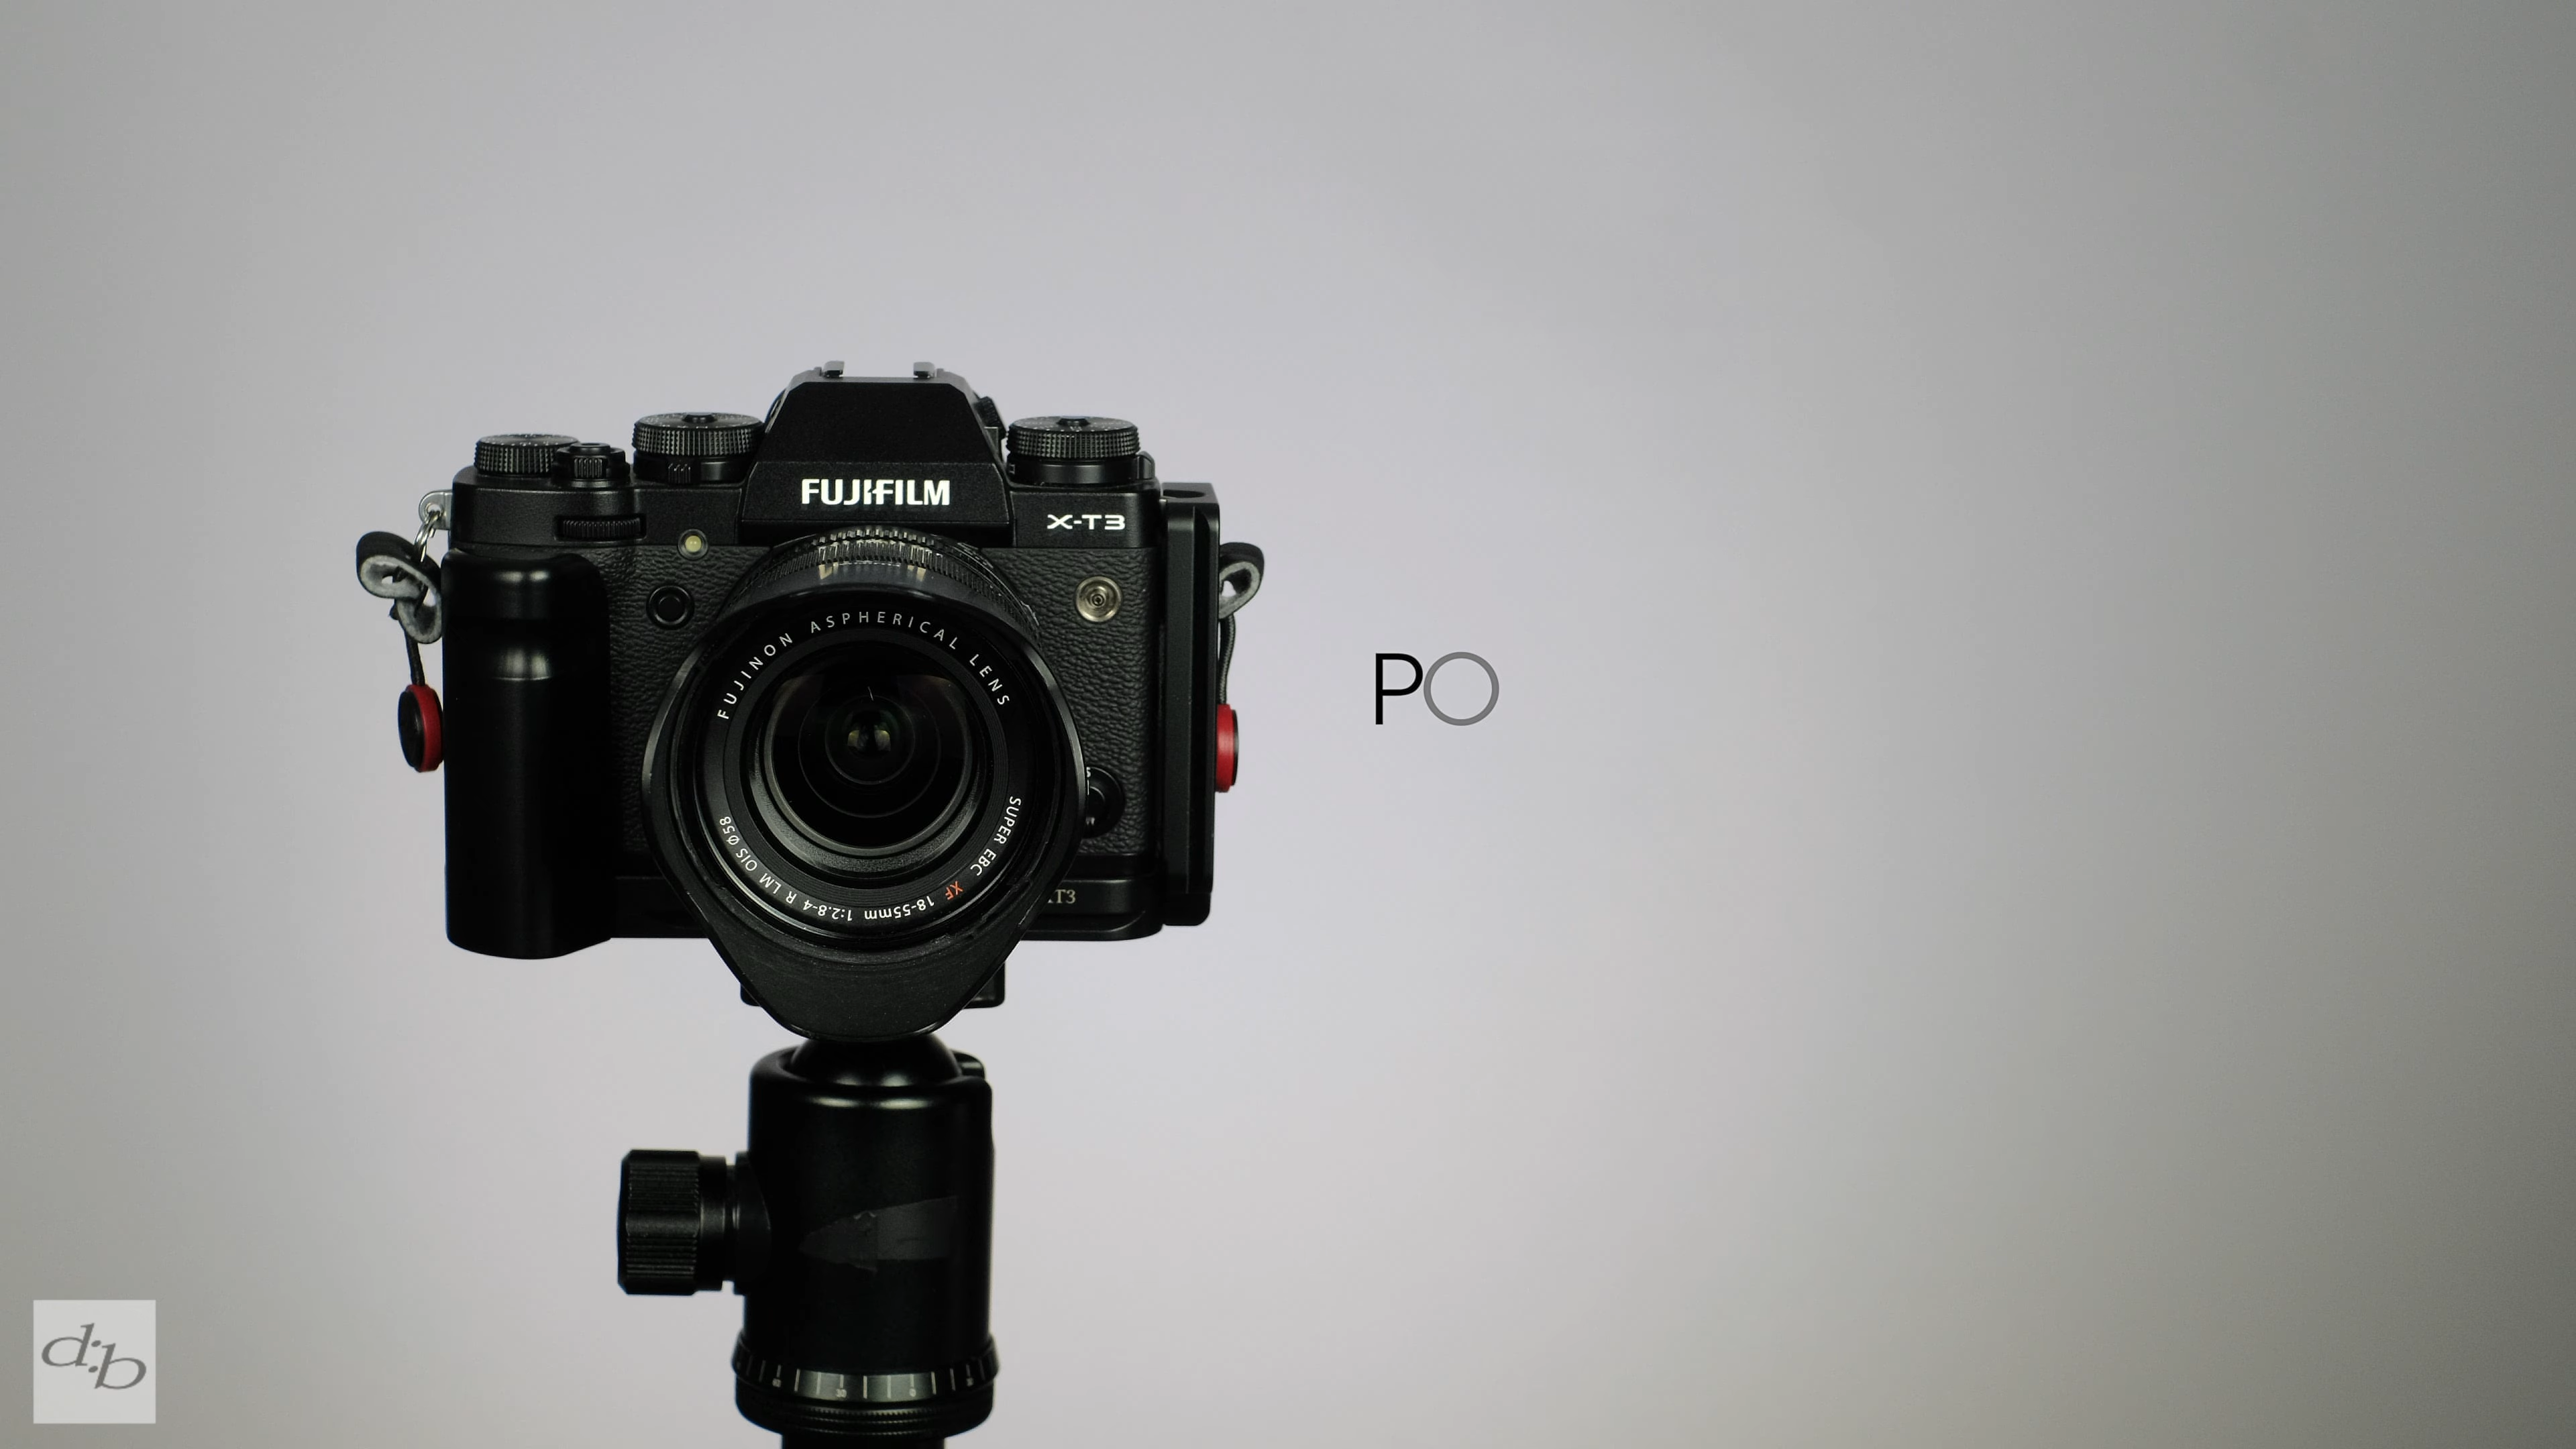 FUJIFILM
X-T3
FUJINON ASPHERICAL LENS
SUPER EBC XF 18-55mm 1:2.8-4 R LM OIS Ø58
PO
d:b